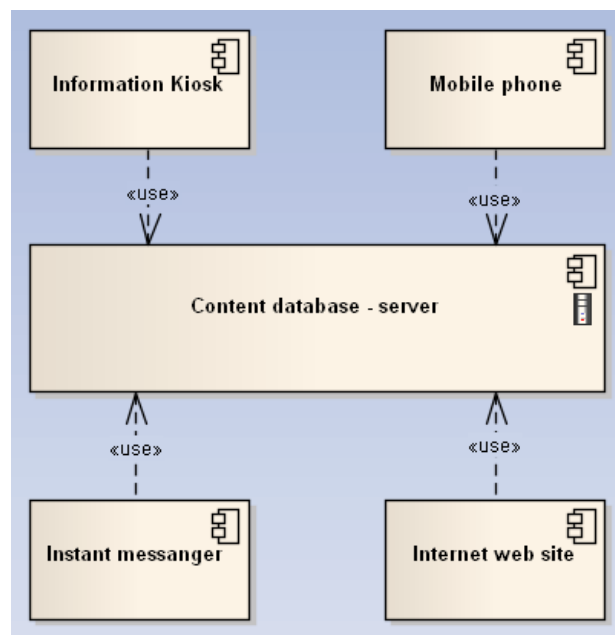 Information Kiosk
Mobile phone
«use»
«use»
Content database - server
«use»
«use»
Instant messanger
Internet web site